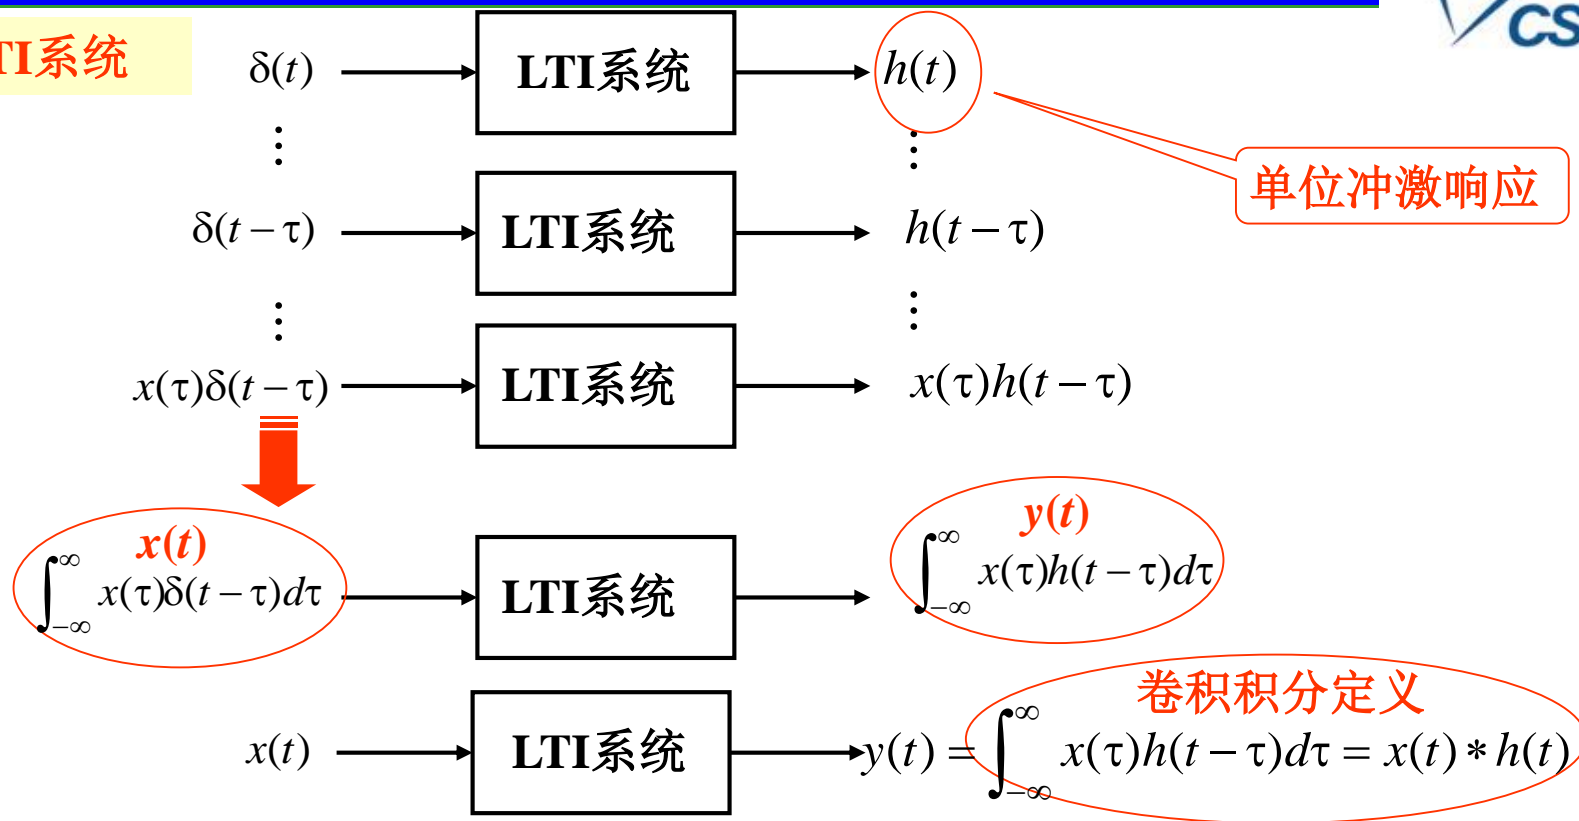 TI系统
CS
δ(t) LTI系统 h(t)
⋮ ⋮
单位冲激响应
δ(t − τ) LTI系统 h(t − τ)
⋮ ⋮
x(τ)δ(t − τ) LTI系统 x(τ)h(t − τ)
x(t) y(t)
∫_{−∞}^{∞} x(τ)δ(t − τ)dτ LTI系统 ∫_{−∞}^{∞} x(τ)h(t − τ)dτ
卷积积分定义
x(t) LTI系统 y(t) = ∫_{−∞}^{∞} x(τ)h(t − τ)dτ = x(t) * h(t)